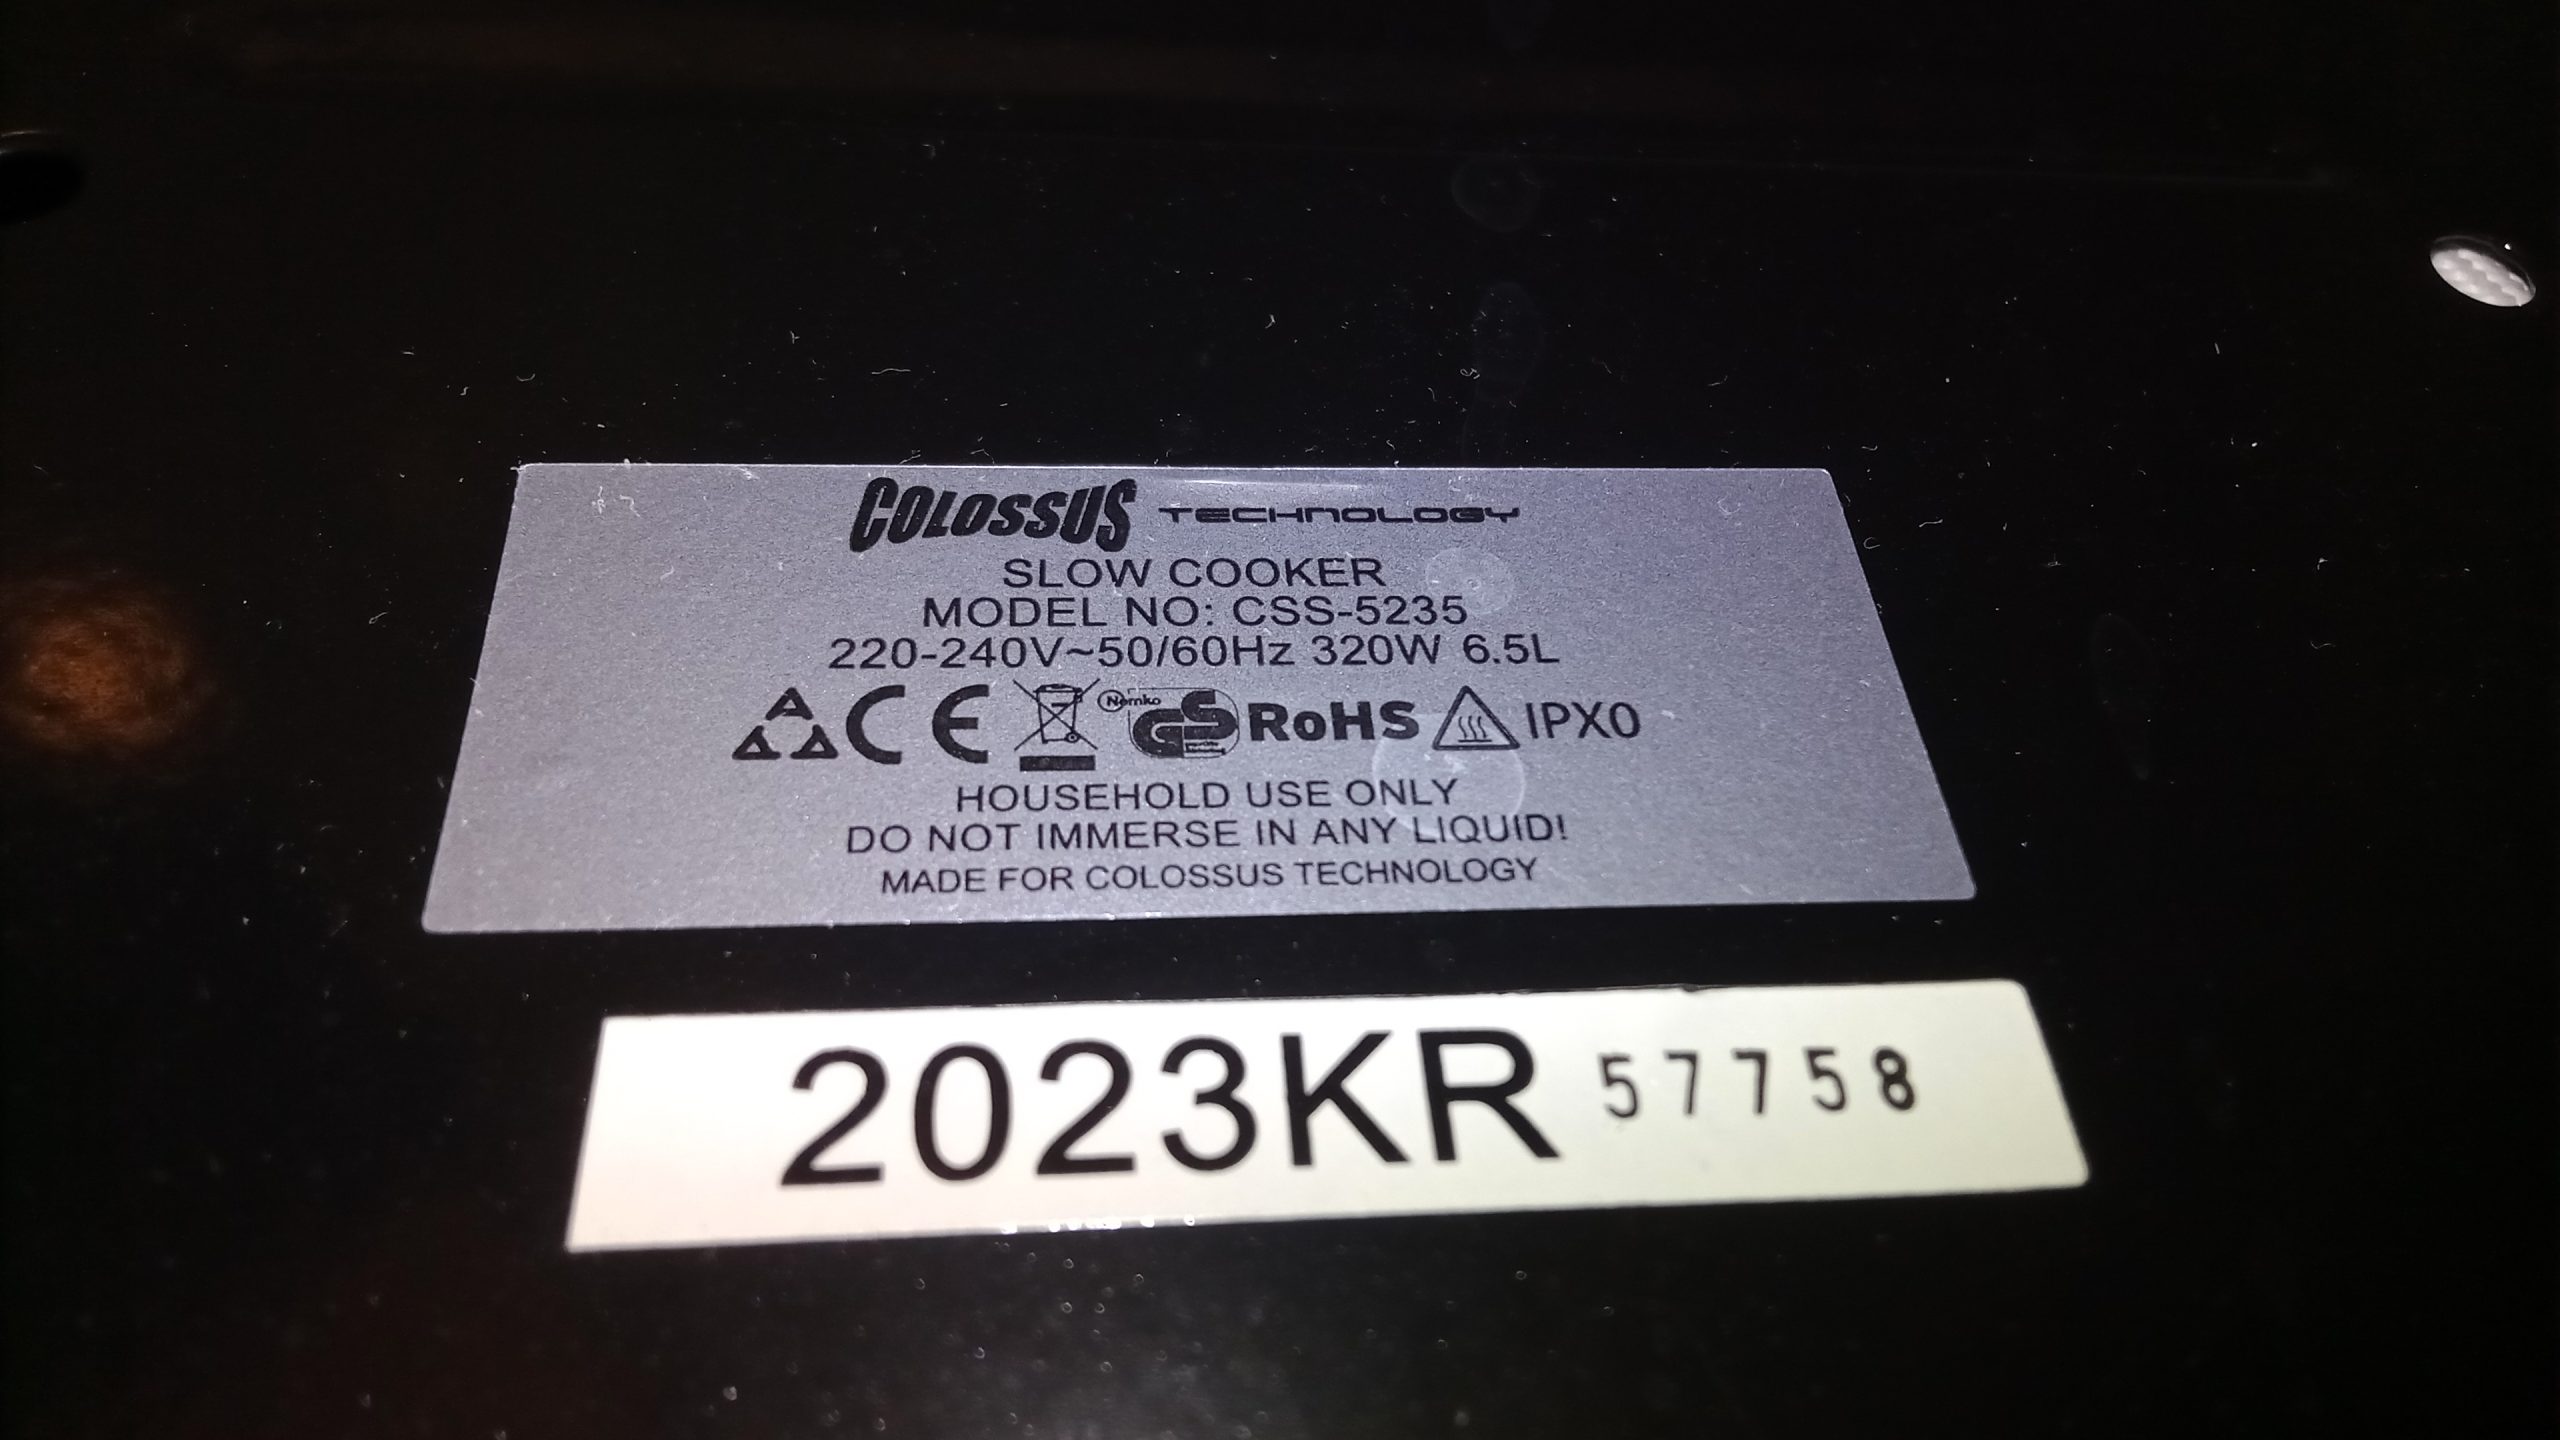 COLOSSUS TECHNOLOGY
SLOW COOKER
MODEL NO: CSS-5235
220-240V~50/60Hz 320W 6.5L
AAA CE Nemko GS RoHS IPX0
HOUSEHOLD USE ONLY
DO NOT IMMERSE IN ANY LIQUID!
MADE FOR COLOSSUS TECHNOLOGY
2023KR 57758